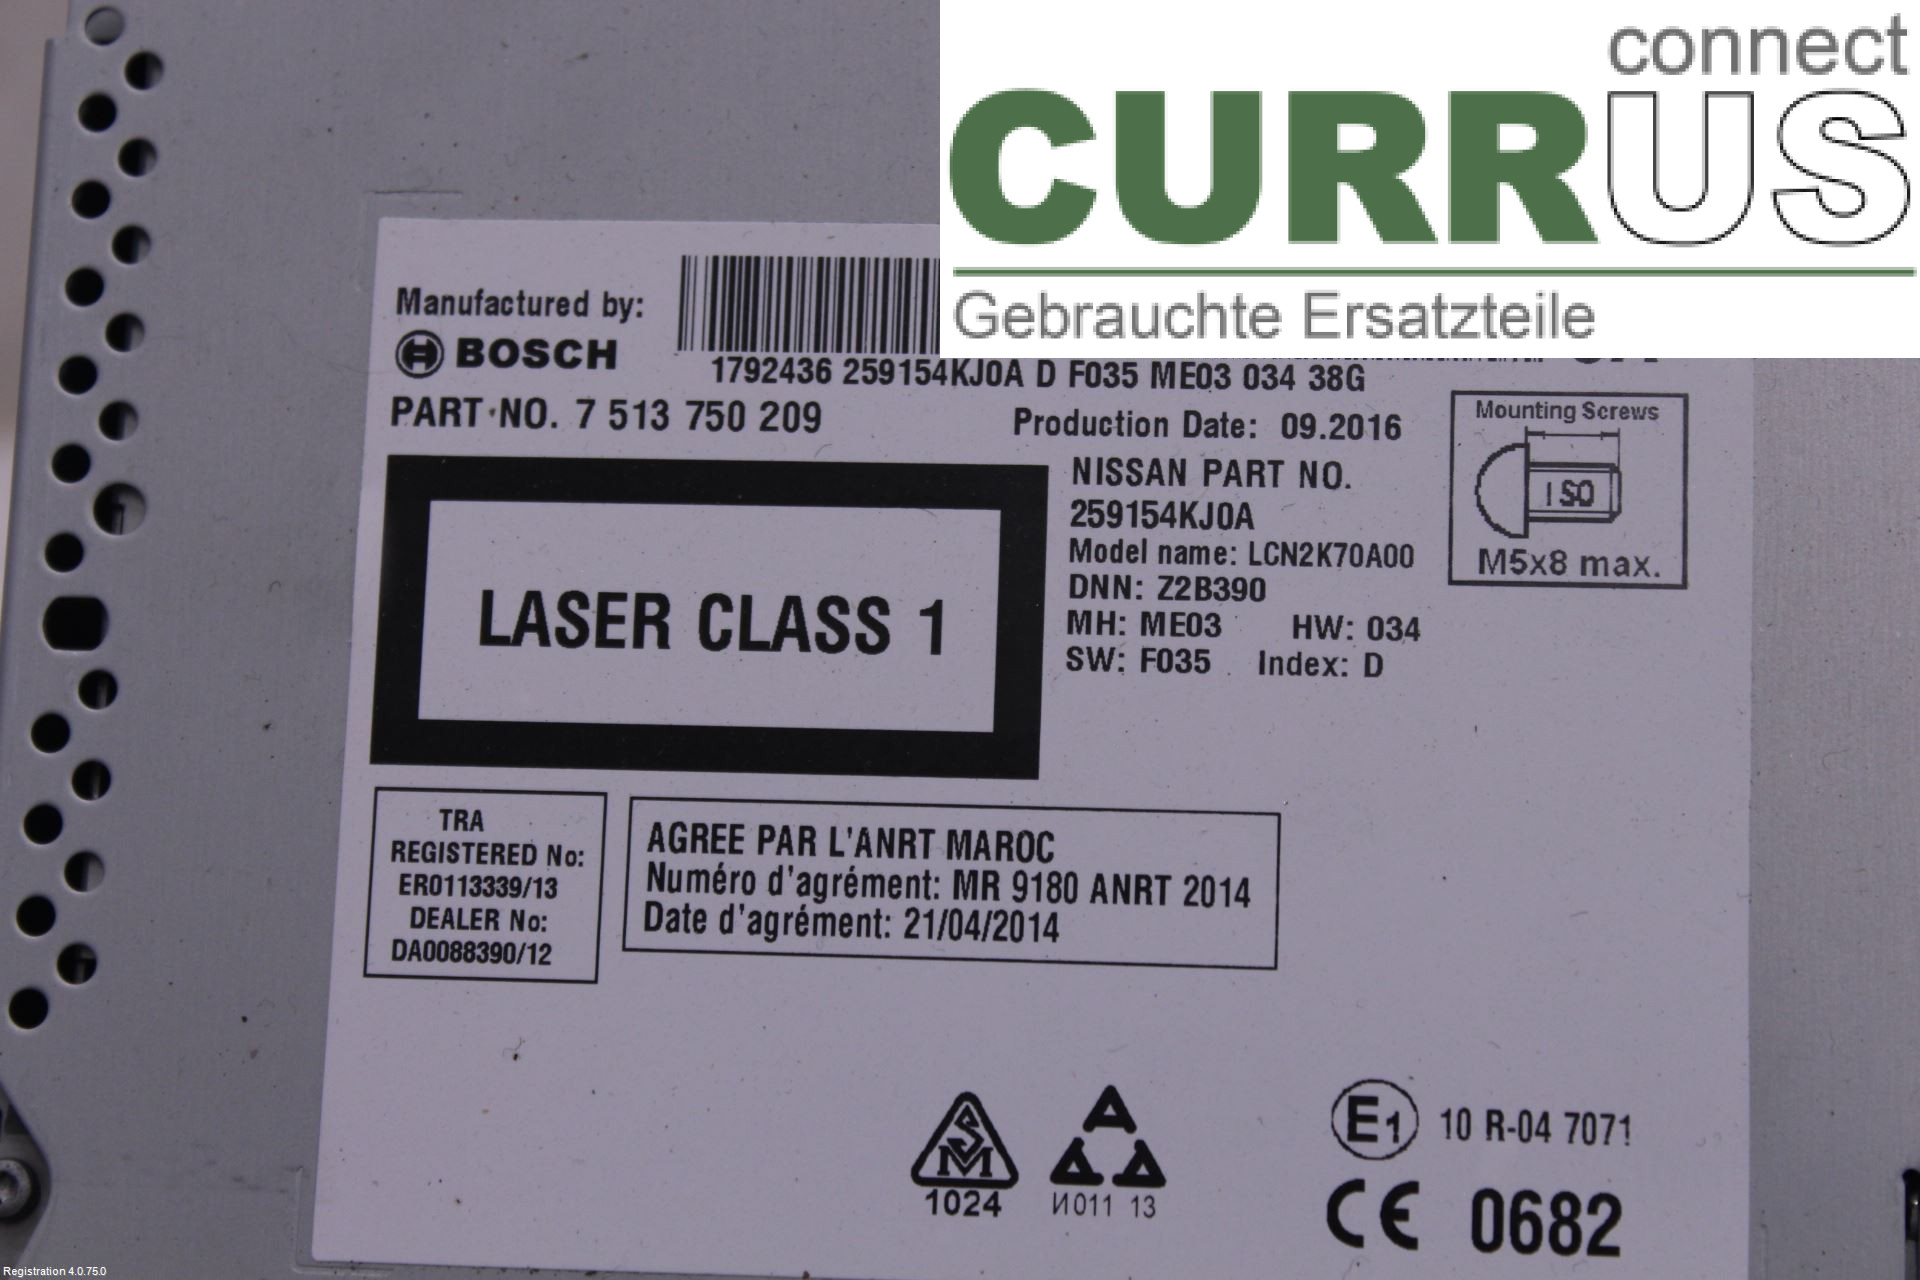 connect
CURRUS
Gebrauchte Ersatzteile
Manufactured by:
BOSCH
1792436 259154KJ0A D F035 ME03 034 38G
PART NO. 7 513 750 209
Production Date: 09.2016
NISSAN PART NO.
259154KJ0A
Model name: LCN2K70A00
DNN: Z2B390
MH: ME03 HW: 034
SW: F035 Index: D
Mounting Screws
ISO
M5x8 max.
LASER CLASS 1
TRA
REGISTERED No:
ER0113339/13
DEALER No:
DA0088390/12
AGREE PAR L'ANRT MAROC
Numéro d'agrément: MR 9180 ANRT 2014
Date d'agrément: 21/04/2014
SM
1024
И011 13
E1 10 R-04 7071
CE 0682
Registration 4.0.75.0